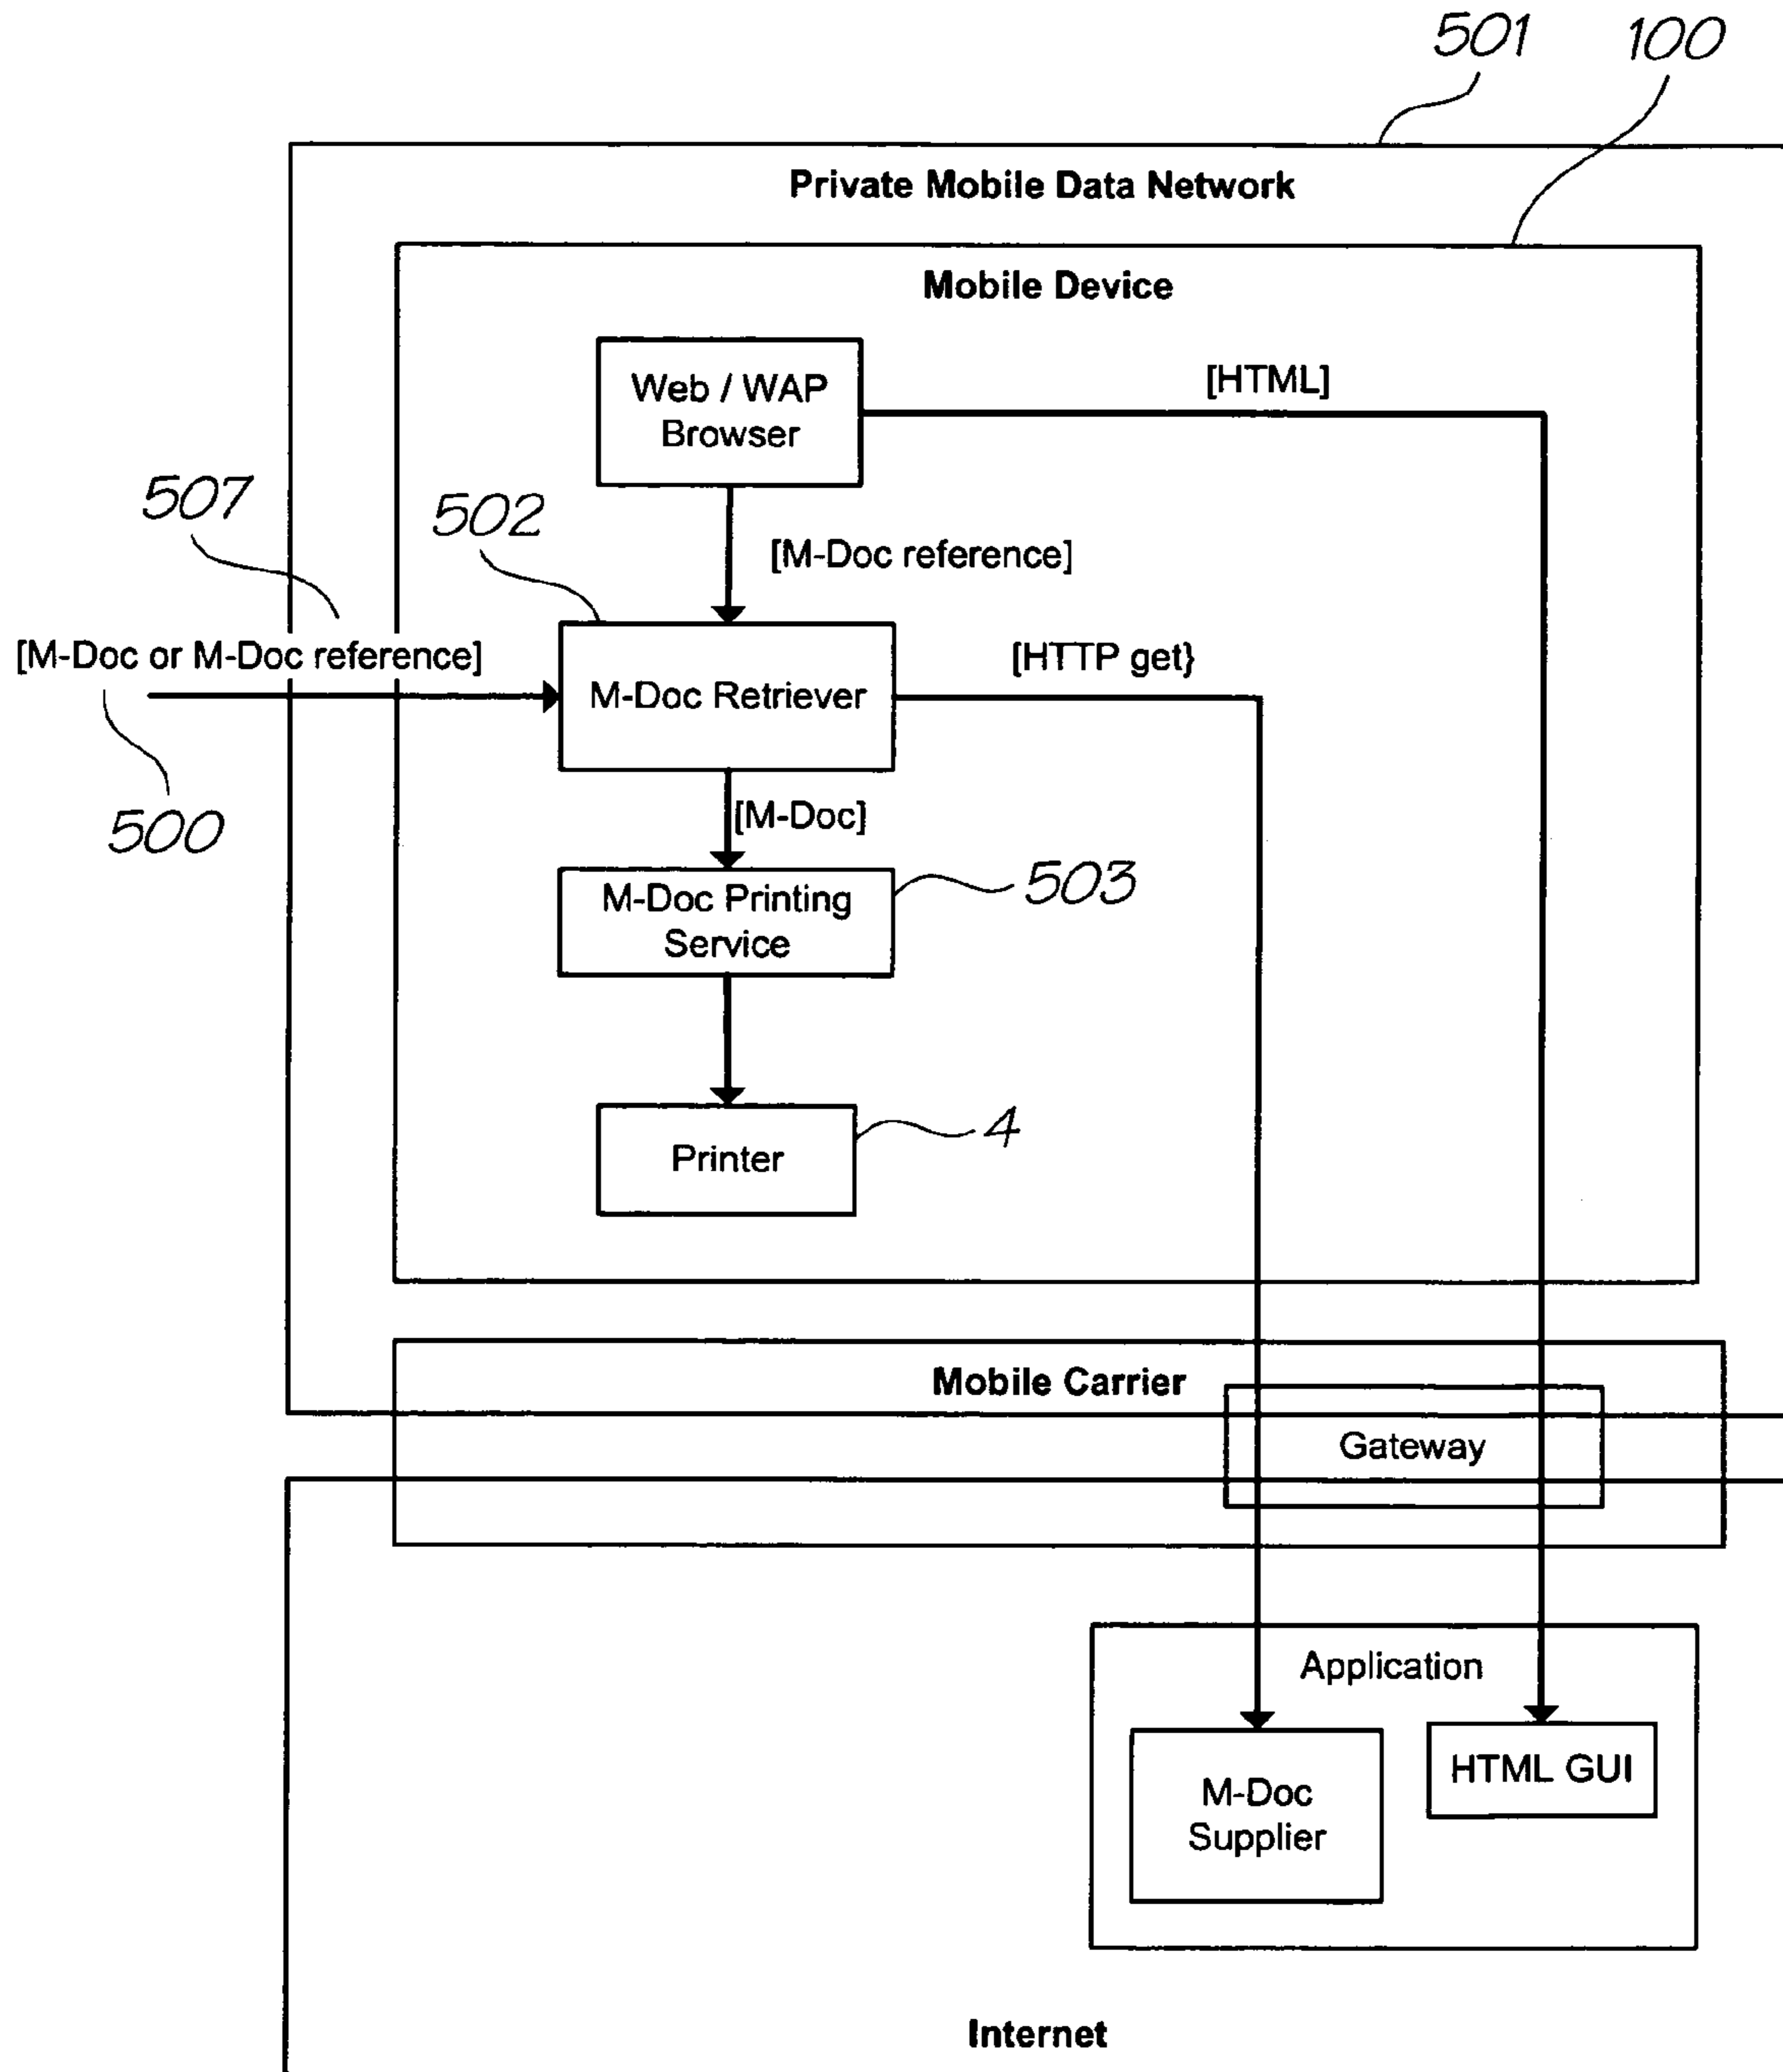 501
100
Private Mobile Data Network
Mobile Device
Web / WAP
Browser
[HTML]
507
502
[M-Doc reference]
[M-Doc or M-Doc reference]
M-Doc Retriever
[HTTP get}
500
[M-Doc]
M-Doc Printing
Service
503
Printer
4
Mobile Carrier
Gateway
Application
M-Doc
Supplier
HTML GUI
Internet